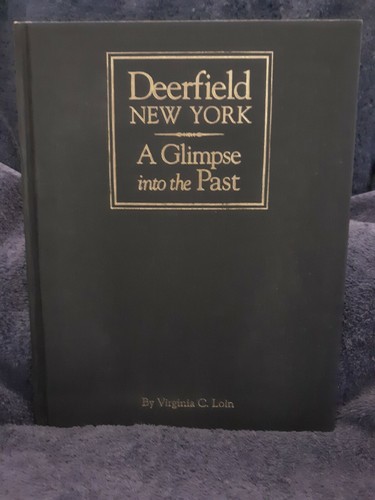 Deerfield
NEW YORK
A Glimpse
into the Past
By Virginia C. Loin